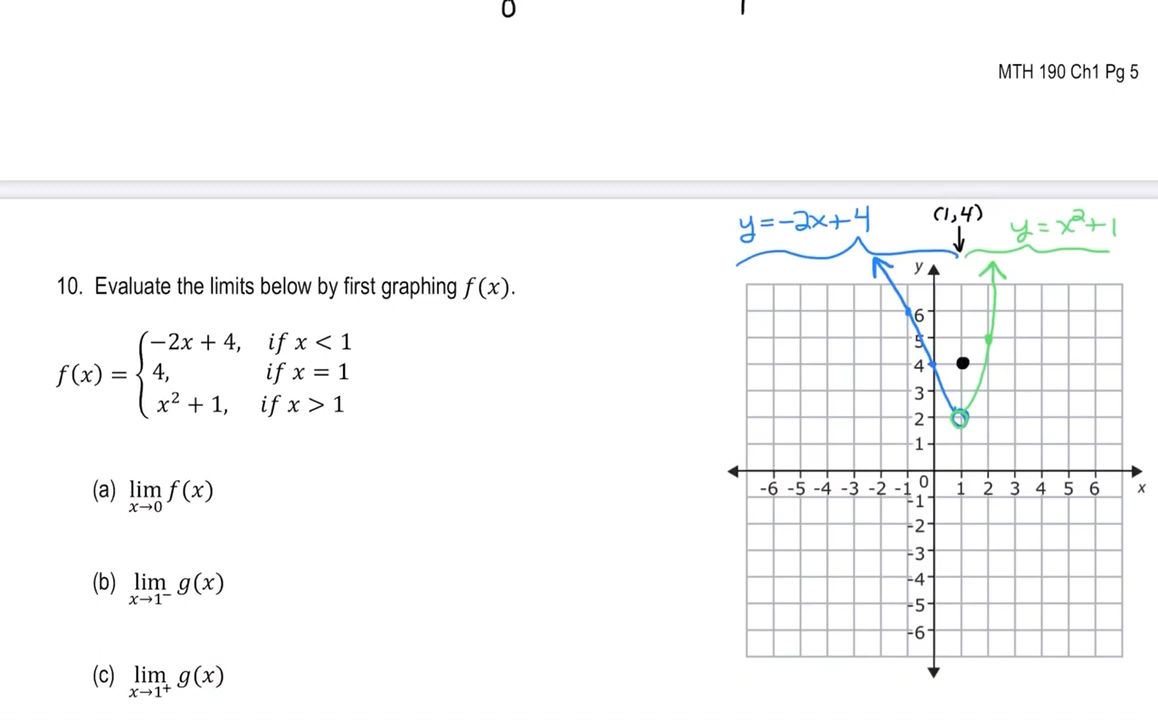 0 1
MTH 190 Ch1 Pg 5
y=-2x+4 (1,4) y=x²+1
10. Evaluate the limits below by first graphing f(x).
-2x + 4, if x < 1
f(x) = { 4, if x = 1
x² + 1, if x > 1
(a) lim f(x)
x→0
(b) lim g(x)
x→1⁻
(c) lim g(x)
x→1⁺
y
6
5
4
3
2
1
-6 -5 -4 -3 -2 -1 0 1 2 3 4 5 6 x
-1
-2
-3
-4
-5
-6